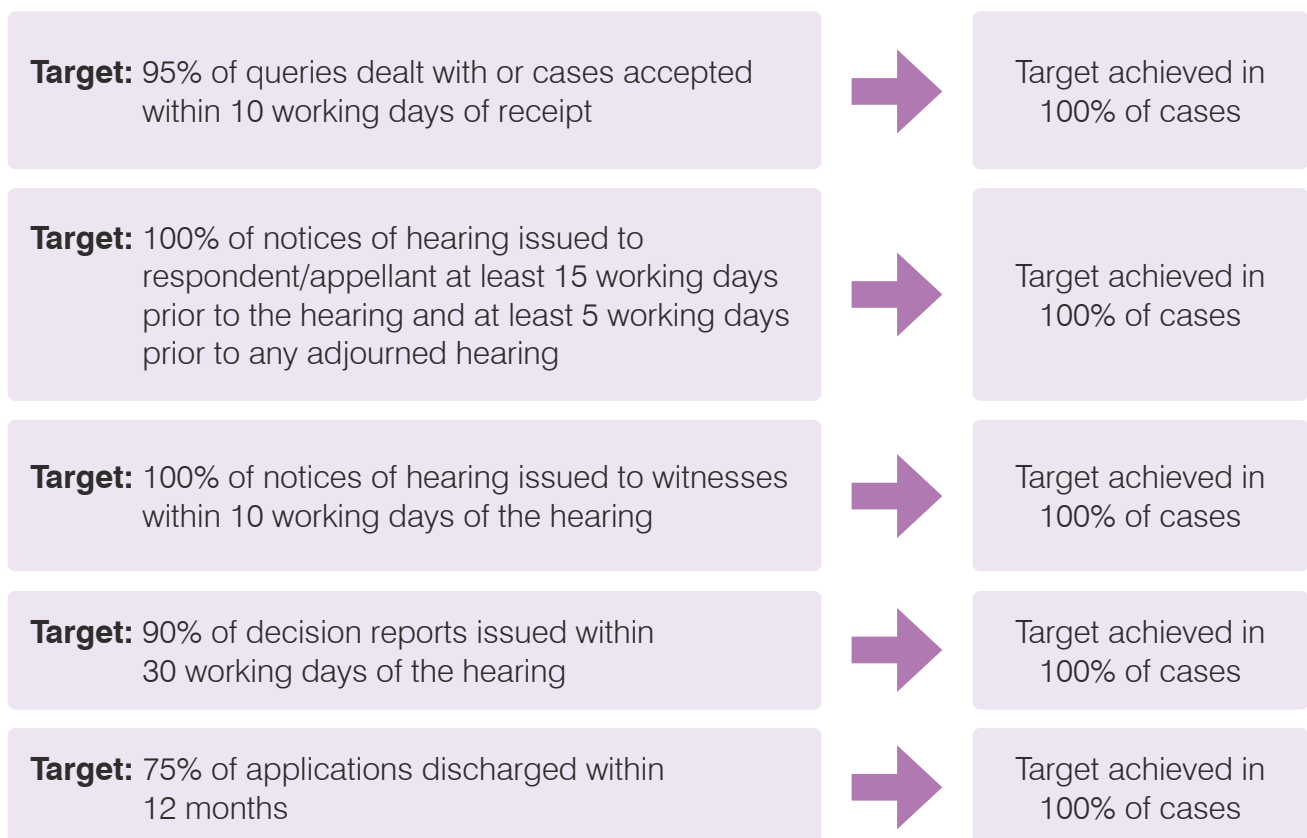 Target: 95% of queries dealt with or cases accepted
within 10 working days of receipt
Target achieved in
100% of cases
Target: 100% of notices of hearing issued to
respondent/appellant at least 15 working days
prior to the hearing and at least 5 working days
prior to any adjourned hearing
Target achieved in
100% of cases
Target: 100% of notices of hearing issued to witnesses
within 10 working days of the hearing
Target achieved in
100% of cases
Target: 90% of decision reports issued within
30 working days of the hearing
Target achieved in
100% of cases
Target: 75% of applications discharged within
12 months
Target achieved in
100% of cases